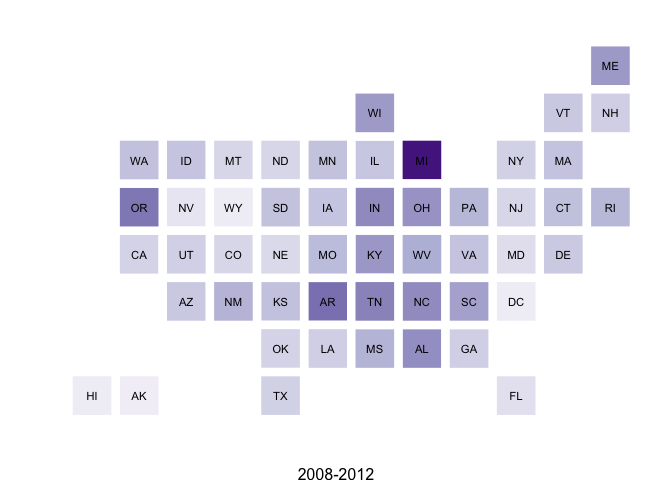 ME
WI VT NH
WA ID MT ND MN IL MI NY MA
OR NV WY SD IA IN OH PA NJ CT RI
CA UT CO NE MO KY WV VA MD DE
AZ NM KS AR TN NC SC DC
OK LA MS AL GA
HI AK TX FL
2008-2012